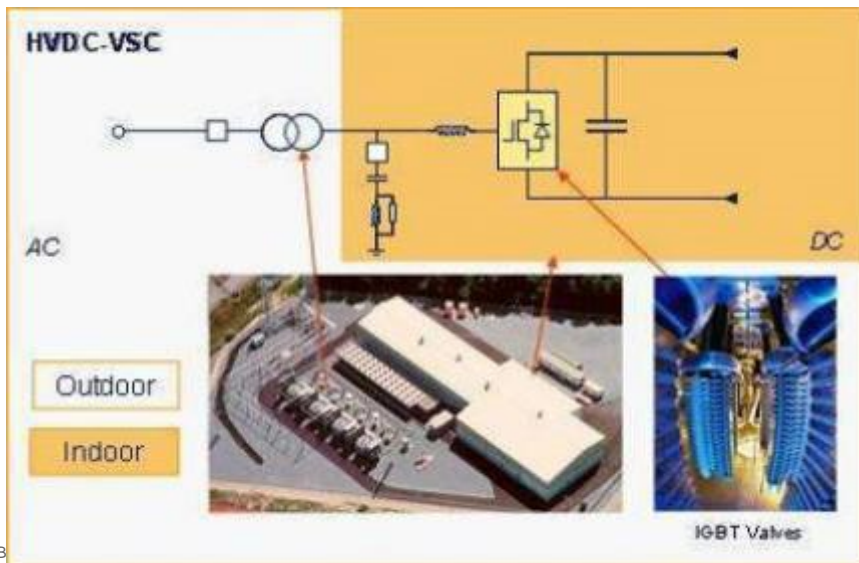 HVDC-VSC
AC
DC
Outdoor
Indoor
IGBT Valves